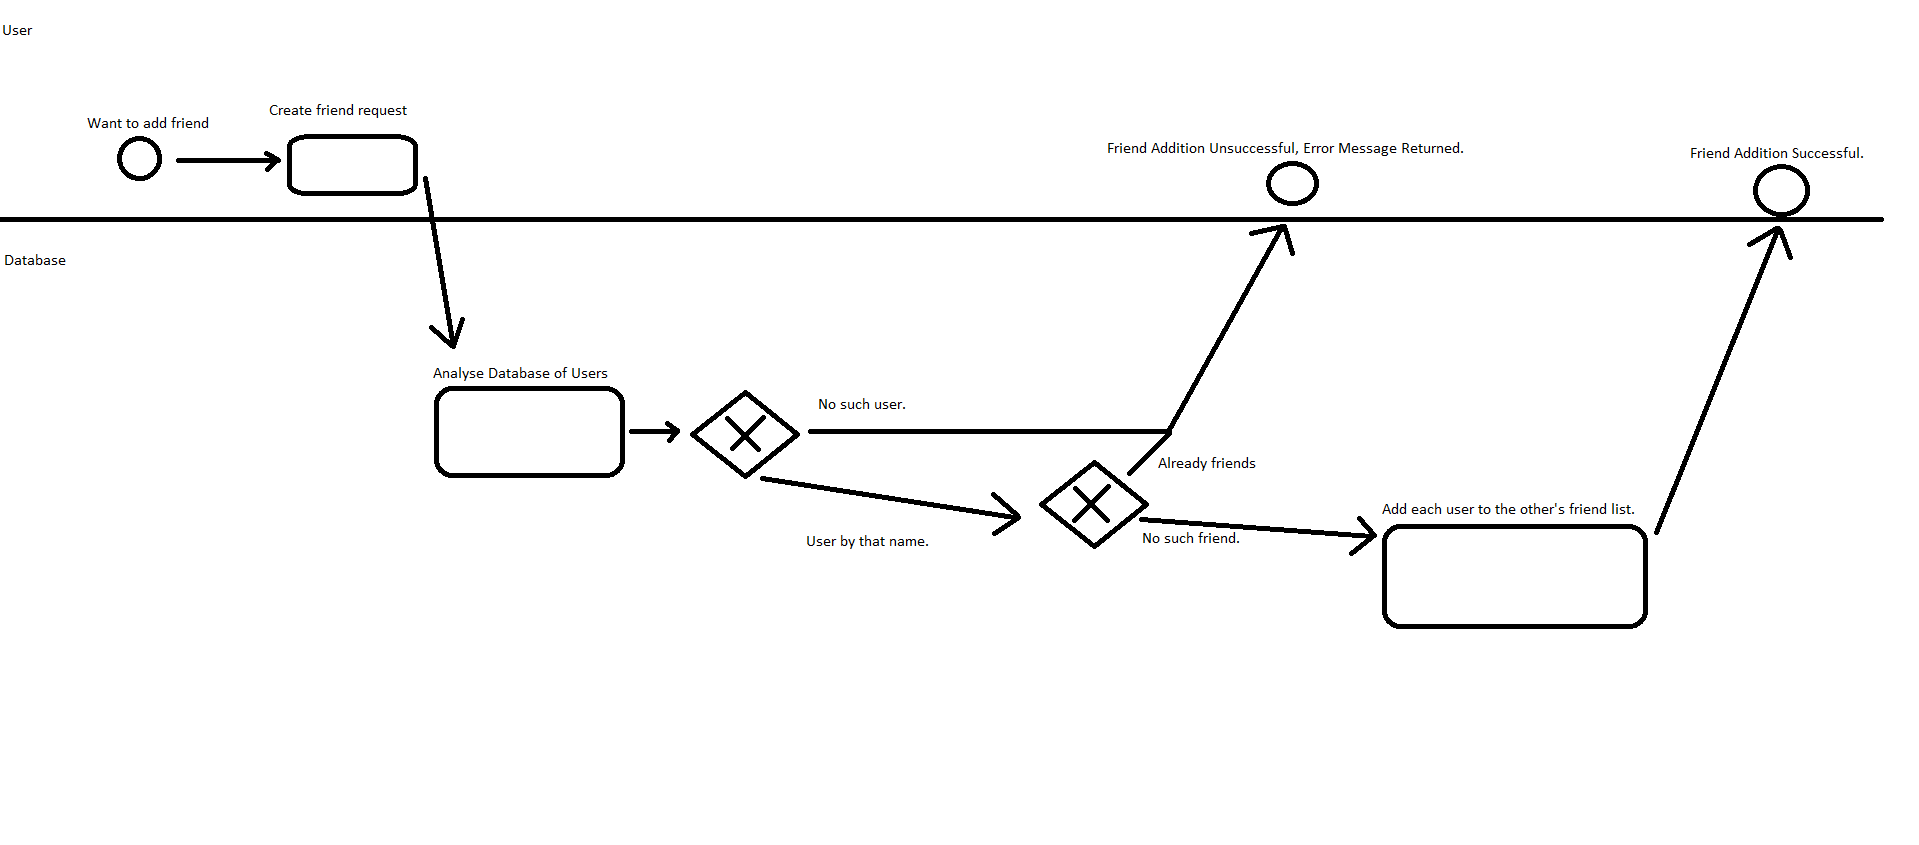 User
Want to add friend
Create friend request
Friend Addition Unsuccessful, Error Message Returned.
Friend Addition Successful.
Database
Analyse Database of Users
No such user.
Already friends
User by that name.
No such friend.
Add each user to the other's friend list.